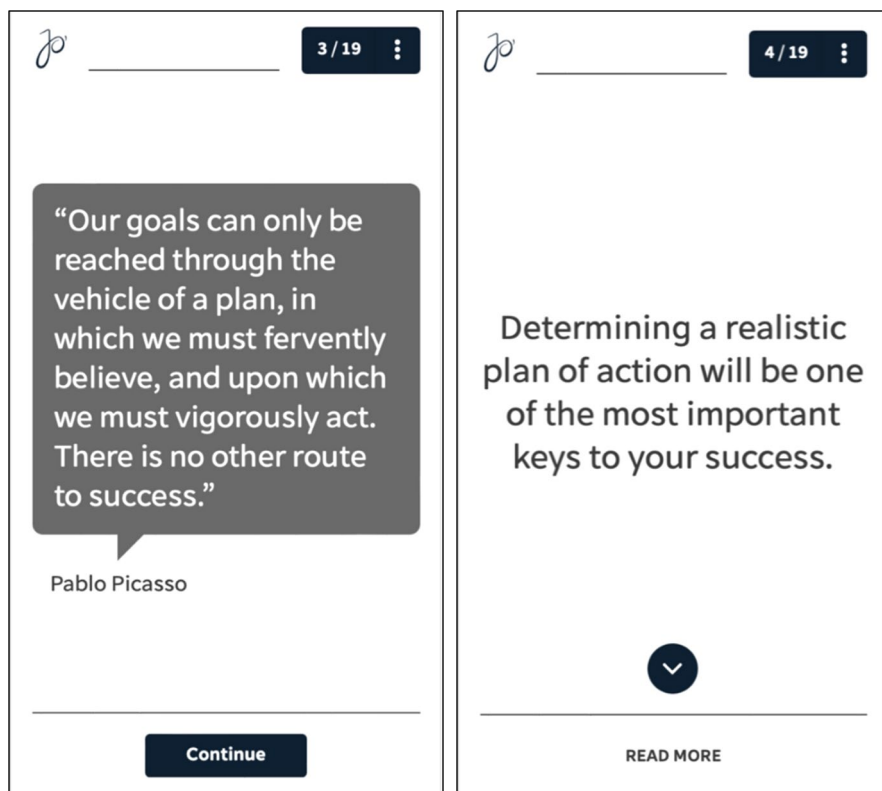 Jo'
3 / 19
“Our goals can only be
reached through the
vehicle of a plan, in
which we must fervently
believe, and upon which
we must vigorously act.
There is no other route
to success.”
Pablo Picasso
Continue
Jo'
4 / 19
Determining a realistic
plan of action will be one
of the most important
keys to your success.
READ MORE